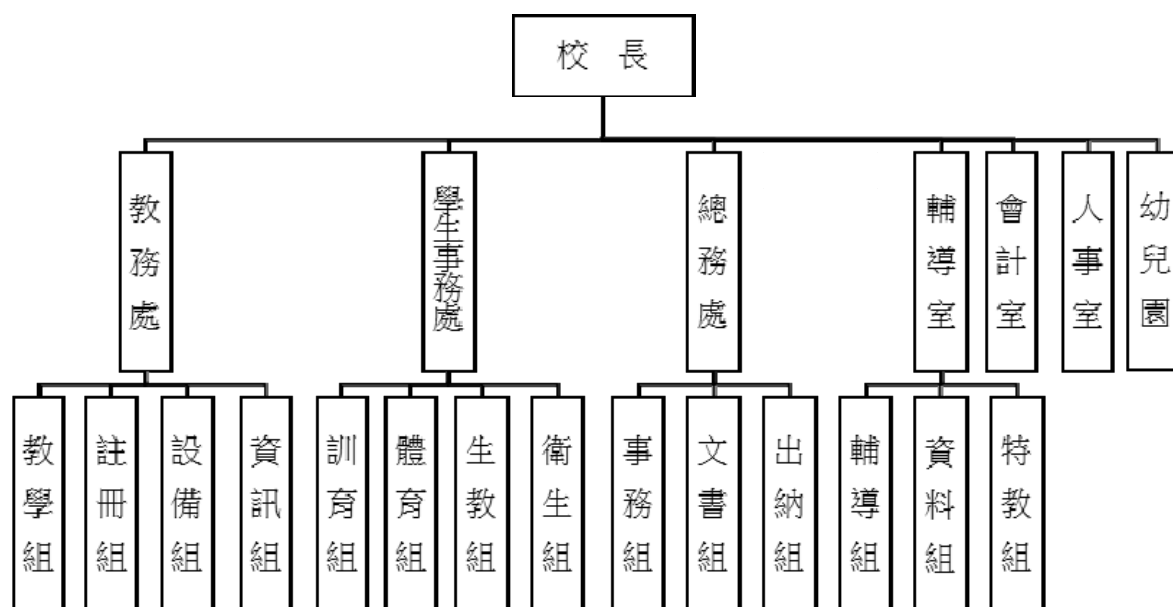 校 長
教務處
學生事務處
總務處
輔導室
會計室
人事室
幼兒園
教學組
註冊組
設備組
資訊組
訓育組
體育組
生教組
衛生組
事務組
文書組
出納組
輔導組
資料組
特教組